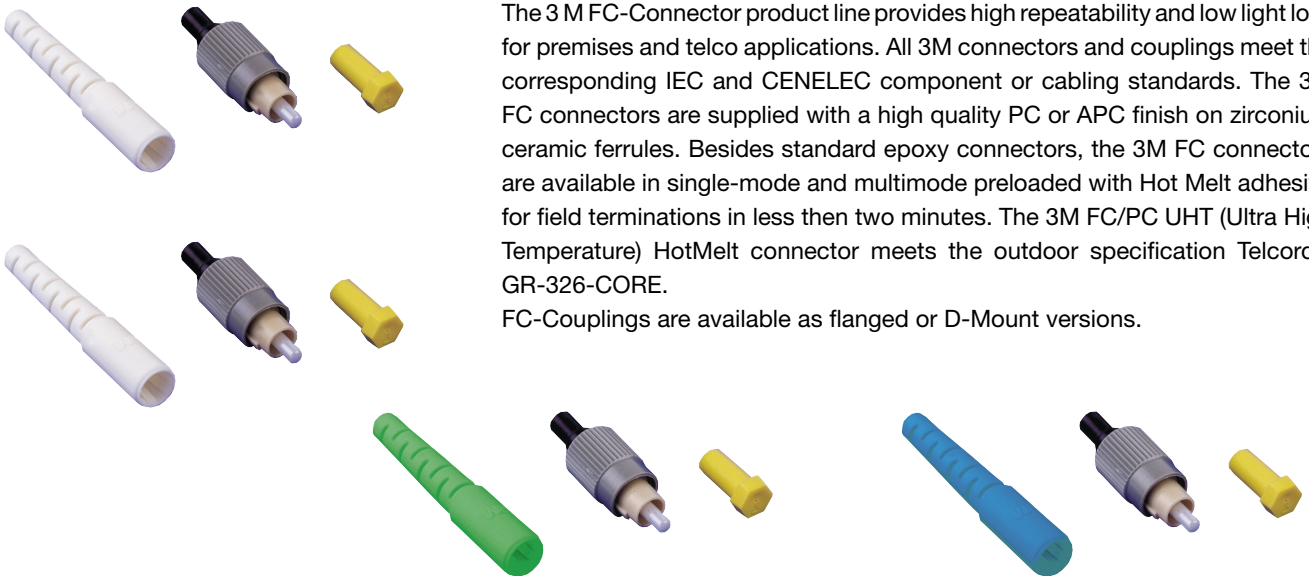 The 3 M FC-Connector product line provides high repeatability and low light lo
for premises and telco applications. All 3M connectors and couplings meet th
corresponding IEC and CENELEC component or cabling standards. The 3
FC connectors are supplied with a high quality PC or APC finish on zirconiu
ceramic ferrules. Besides standard epoxy connectors, the 3M FC connecto
are available in single-mode and multimode preloaded with Hot Melt adhesiv
for field terminations in less then two minutes. The 3M FC/PC UHT (Ultra Hig
Temperature) HotMelt connector meets the outdoor specification Telcord
GR-326-CORE.
FC-Couplings are available as flanged or D-Mount versions.